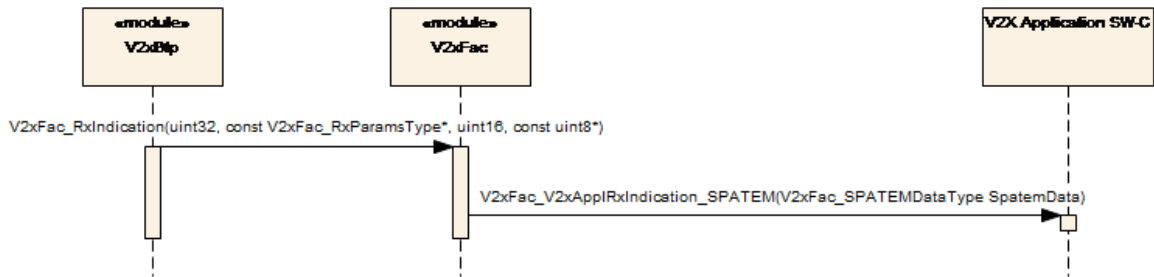 «module»
V2xBtp
«module»
V2xFac
V2X Application SW-C
V2xFac_RxIndication(uint32, const V2xFac_RxParamsType*, uint16, const uint8*)
V2xFac_V2xApplRxIndication_SPATEM(V2xFac_SPATEMDataType SpatemData)